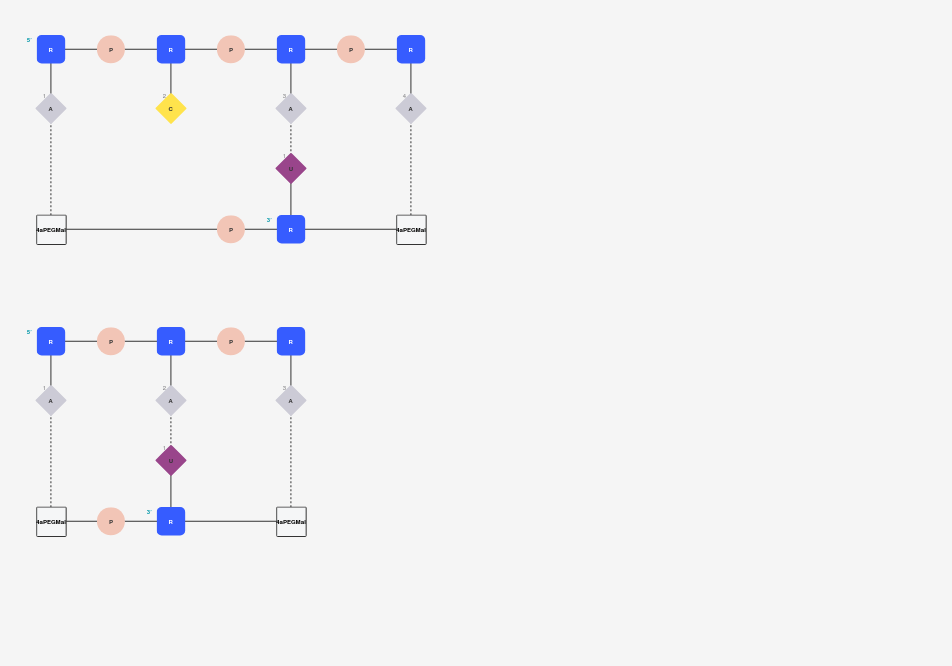 5' R P R P R P R
1 2 3 4
A C A A
1
U
3'
4aPEGMal P R 4aPEGMal
5' R P R P R
1 2 3
A A A
1
U
3'
4aPEGMal P R 4aPEGMal